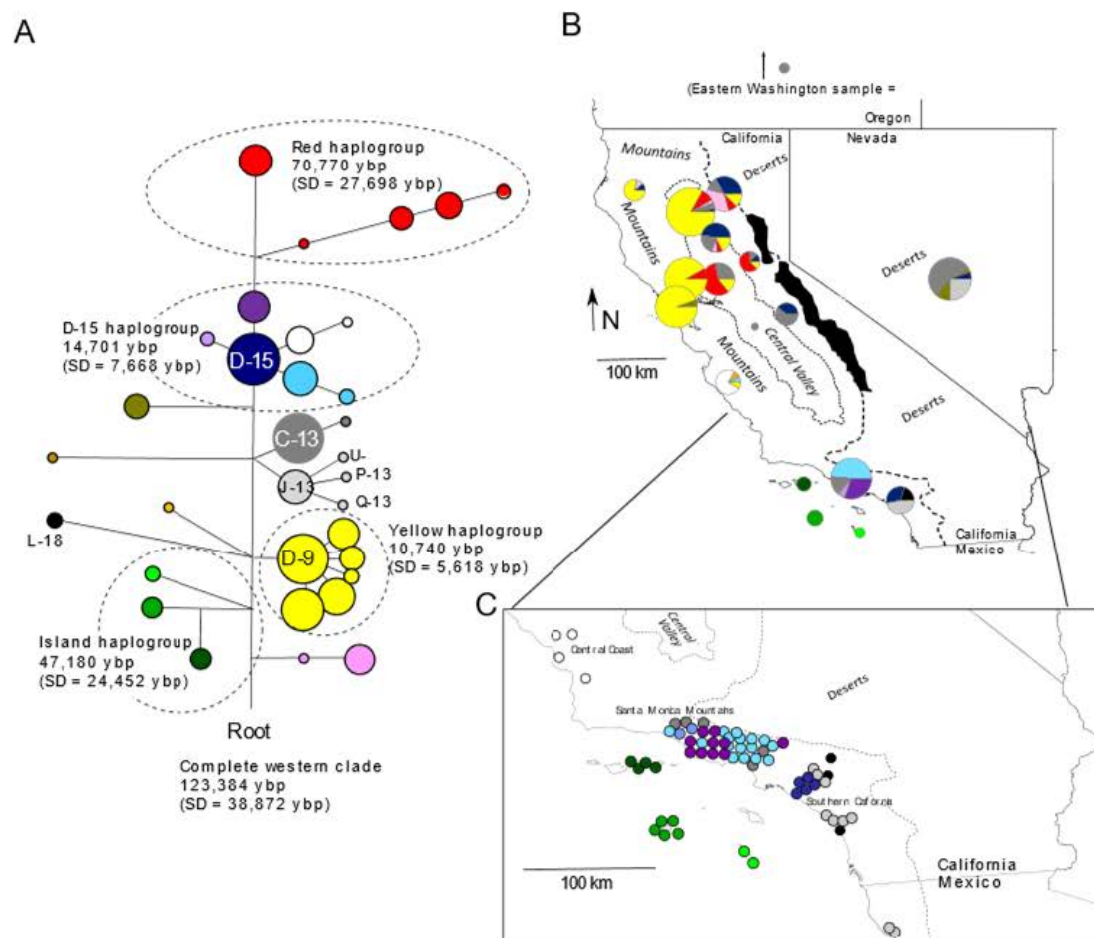 A
Red haplogroup
70,770 ybp
(SD = 27,698 ybp)
D-15 haplogroup
14,701 ybp
(SD = 7,668 ybp)
D-15
C-13
U-
J-13
P-13
Q-13
L-18
Yellow haplogroup
10,740 ybp
(SD = 5,618 ybp)
D-9
Island haplogroup
47,180 ybp
(SD = 24,452 ybp)
Root
Complete western clade
123,384 ybp
(SD = 38,872 ybp)
B
(Eastern Washington sample =
Oregon
California
Nevada
Mountains
Deserts
Mountains
Deserts
N
100 km
Mountains
Central Valley
Deserts
California
Mexico
C
Central
Valley
Central Coast
Deserts
Santa Monica Mountains
Southern
100 km
California
Mexico